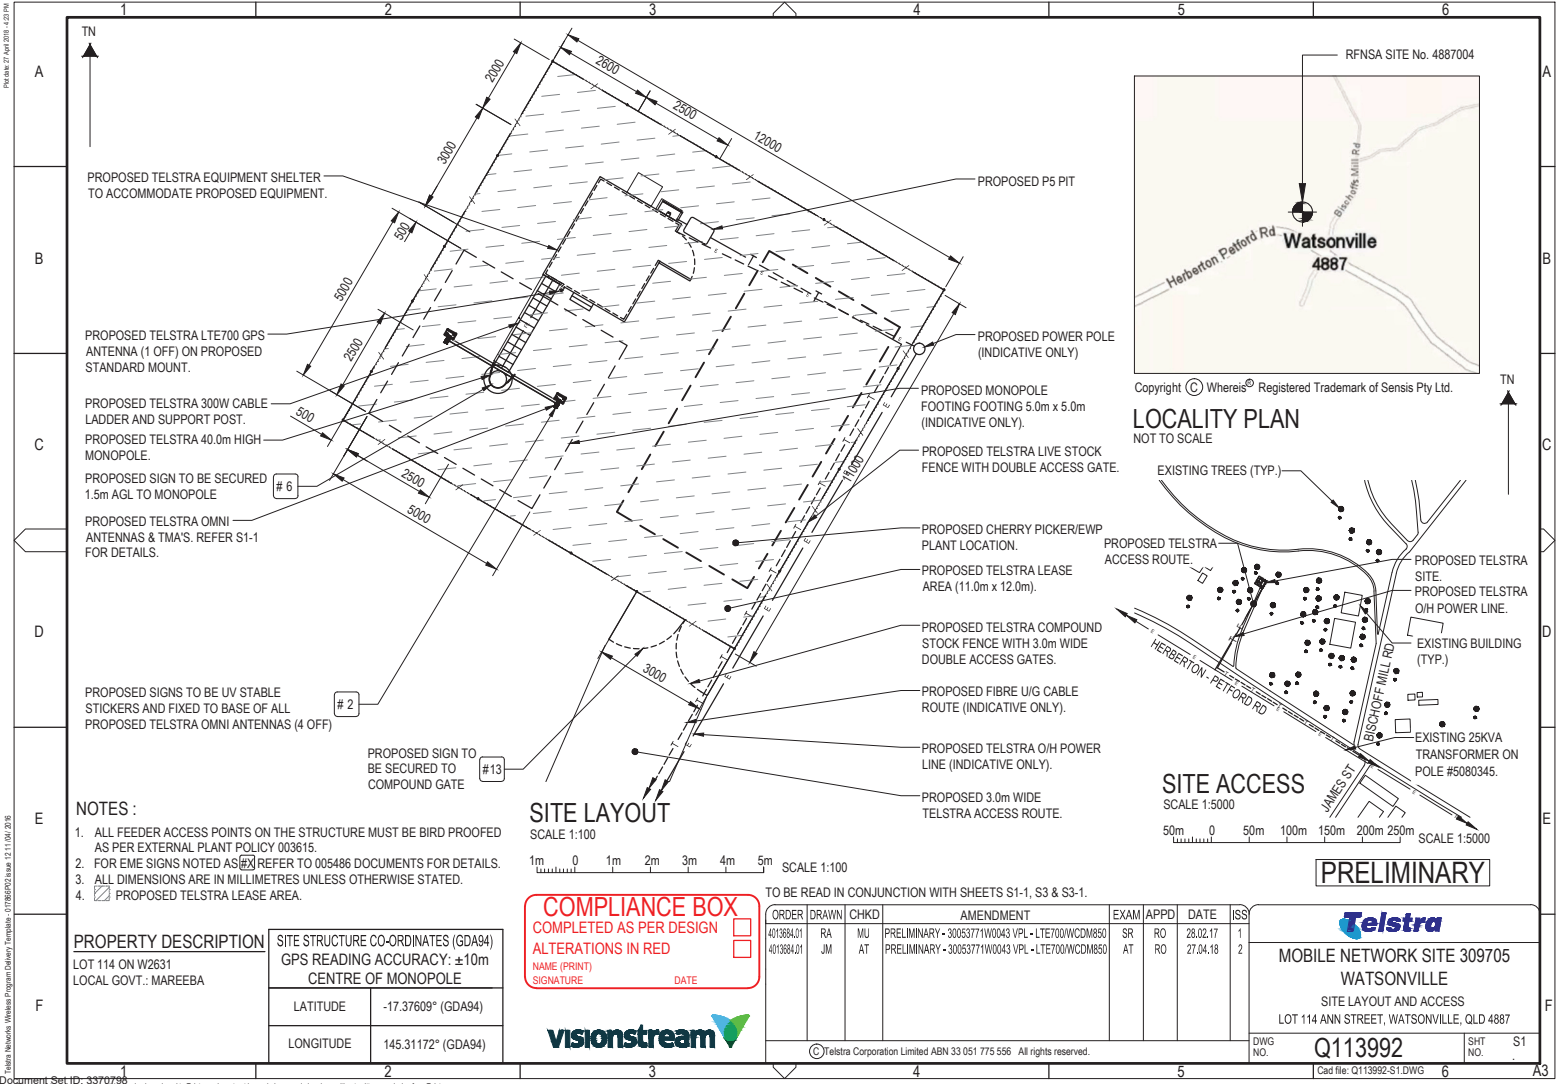 1 2 3 4 5 6
Plot date: 27 April 2018 - 4:23 PM
A
B
C
D
E
F
TN
2000
2600
2500
12000
3000
500
5000
2500
500
2500
5000
11000
3000
PROPOSED TELSTRA EQUIPMENT SHELTER
TO ACCOMMODATE PROPOSED EQUIPMENT.
PROPOSED TELSTRA LTE700 GPS
ANTENNA (1 OFF) ON PROPOSED
STANDARD MOUNT.
PROPOSED TELSTRA 300W CABLE
LADDER AND SUPPORT POST.
PROPOSED TELSTRA 40.0m HIGH
MONOPOLE.
PROPOSED SIGN TO BE SECURED
1.5m AGL TO MONOPOLE
# 6
PROPOSED TELSTRA OMNI
ANTENNAS & TMA'S. REFER S1-1
FOR DETAILS.
PROPOSED SIGNS TO BE UV STABLE
STICKERS AND FIXED TO BASE OF ALL
PROPOSED TELSTRA OMNI ANTENNAS (4 OFF)
# 2
PROPOSED SIGN TO
BE SECURED TO
COMPOUND GATE
#13
PROPOSED P5 PIT
PROPOSED POWER POLE
(INDICATIVE ONLY)
PROPOSED MONOPOLE
FOOTING FOOTING 5.0m x 5.0m
(INDICATIVE ONLY).
PROPOSED TELSTRA LIVE STOCK
FENCE WITH DOUBLE ACCESS GATE.
PROPOSED CHERRY PICKER/EWP
PLANT LOCATION.
PROPOSED TELSTRA LEASE
AREA (11.0m x 12.0m).
PROPOSED TELSTRA COMPOUND
STOCK FENCE WITH 3.0m WIDE
DOUBLE ACCESS GATES.
PROPOSED FIBRE U/G CABLE
ROUTE (INDICATIVE ONLY).
PROPOSED TELSTRA O/H POWER
LINE (INDICATIVE ONLY).
PROPOSED 3.0m WIDE
TELSTRA ACCESS ROUTE.
SITE LAYOUT
SCALE 1:100
1m 0 1m 2m 3m 4m 5m SCALE 1:100
RFNSA SITE No. 4887004
Bischoffs Mill Rd
Herberton Petford Rd
Watsonville
4887
Copyright © Whereis® Registered Trademark of Sensis Pty Ltd.
LOCALITY PLAN
NOT TO SCALE
TN
EXISTING TREES (TYP.)
PROPOSED TELSTRA
ACCESS ROUTE.
PROPOSED TELSTRA
SITE.
PROPOSED TELSTRA
O/H POWER LINE.
EXISTING BUILDING
(TYP.)
HERBERTON - PETFORD RD
BISCHOFF MILL RD
JAMES ST
EXISTING 25KVA
TRANSFORMER ON
POLE #5080345.
SITE ACCESS
SCALE 1:5000
50m 0 50m 100m 150m 200m 250m SCALE 1:5000
PRELIMINARY
NOTES :
1. ALL FEEDER ACCESS POINTS ON THE STRUCTURE MUST BE BIRD PROOFED
AS PER EXTERNAL PLANT POLICY 003615.
2. FOR EME SIGNS NOTED AS #X REFER TO 005486 DOCUMENTS FOR DETAILS.
3. ALL DIMENSIONS ARE IN MILLIMETRES UNLESS OTHERWISE STATED.
4. PROPOSED TELSTRA LEASE AREA.
PROPERTY DESCRIPTION
LOT 114 ON W2631
LOCAL GOVT.: MAREEBA
SITE STRUCTURE CO-ORDINATES (GDA94)
GPS READING ACCURACY: ±10m
CENTRE OF MONOPOLE
LATITUDE -17.37609° (GDA94)
LONGITUDE 145.31172° (GDA94)
COMPLIANCE BOX
COMPLETED AS PER DESIGN
ALTERATIONS IN RED
NAME (PRINT)
SIGNATURE DATE
visionstream
TO BE READ IN CONJUNCTION WITH SHEETS S1-1, S3 & S3-1.
ORDER DRAWN CHKD AMENDMENT EXAM APPD DATE ISS
4013684.01 RA MU PRELIMINARY - 30053771W0043 VPL - LTE700/WCDM850 SR RO 28.02.17 1
4013684.01 JM AT PRELIMINARY - 30053771W0043 VPL - LTE700/WCDM850 AT RO 27.04.18 2
© Telstra Corporation Limited ABN 33 051 775 556 All rights reserved.
Telstra
MOBILE NETWORK SITE 309705
WATSONVILLE
SITE LAYOUT AND ACCESS
LOT 114 ANN STREET, WATSONVILLE, QLD 4887
DWG NO. Q113992 SHT NO. S1
Cad file: Q113992-S1.DWG A3
1 2 3 4 5 6
Document Set ID: 3370798